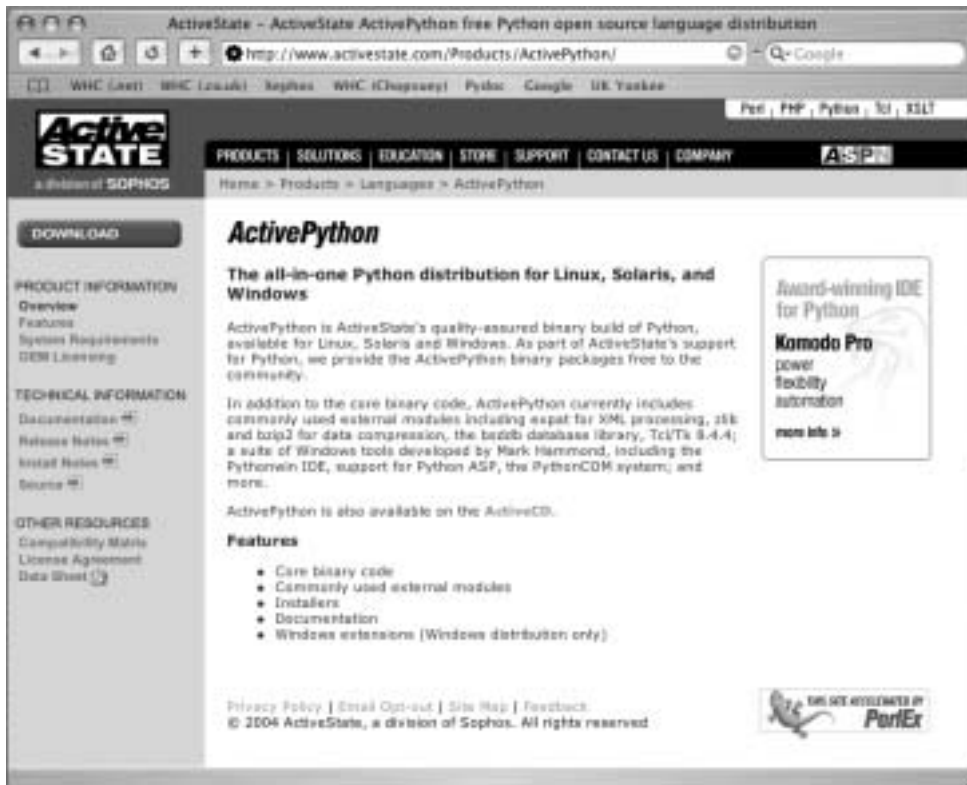 ActiveState - ActiveState ActivePython free Python open source language distribution
http://www.activestate.com/Products/ActivePython/
Google
WHC (.net) WHC (.co.uk) Xephon WHC (Chapsoy) Pydoc Google UK Yankee
Perl | PHP | Python | Tcl | XSLT
Active
STATE
a division of SOPHOS
PRODUCTS | SOLUTIONS | EDUCATION | STORE | SUPPORT | CONTACT US | COMPANY
ASPN
Home > Products > Languages > ActivePython
DOWNLOAD
PRODUCT INFORMATION
Overview
Features
System Requirements
OEM Licensing
TECHNICAL INFORMATION
Documentation
Release Notes
Install Notes
Source
OTHER RESOURCES
Compatibility Matrix
License Agreement
Data Sheet
ActivePython
The all-in-one Python distribution for Linux, Solaris, and
Windows
ActivePython is ActiveState's quality-assured binary build of Python,
available for Linux, Solaris and Windows. As part of ActiveState's support
for Python, we provide the ActivePython binary packages free to the
community.
In addition to the core binary code, ActivePython currently includes
commonly used external modules including expat for XML processing, zlib
and bzip2 for data compression, the bsddb database library, Tcl/Tk 8.4.4;
a suite of Windows tools developed by Mark Hammond, including the
Pythonwin IDE, support for Python ASP, the PythonCOM system; and
more.
ActivePython is also available on the ActiveCD.
Features
• Core binary code
• Commonly used external modules
• Installers
• Documentation
• Windows extensions (Windows distribution only)
Award-winning IDE
for Python
Komodo Pro
power
flexibility
automation
more info »
Privacy Policy | Email Opt-out | Site Map | Feedback
© 2004 ActiveState, a division of Sophos. All rights reserved
THIS SITE ACCELERATED BY
PerlEx